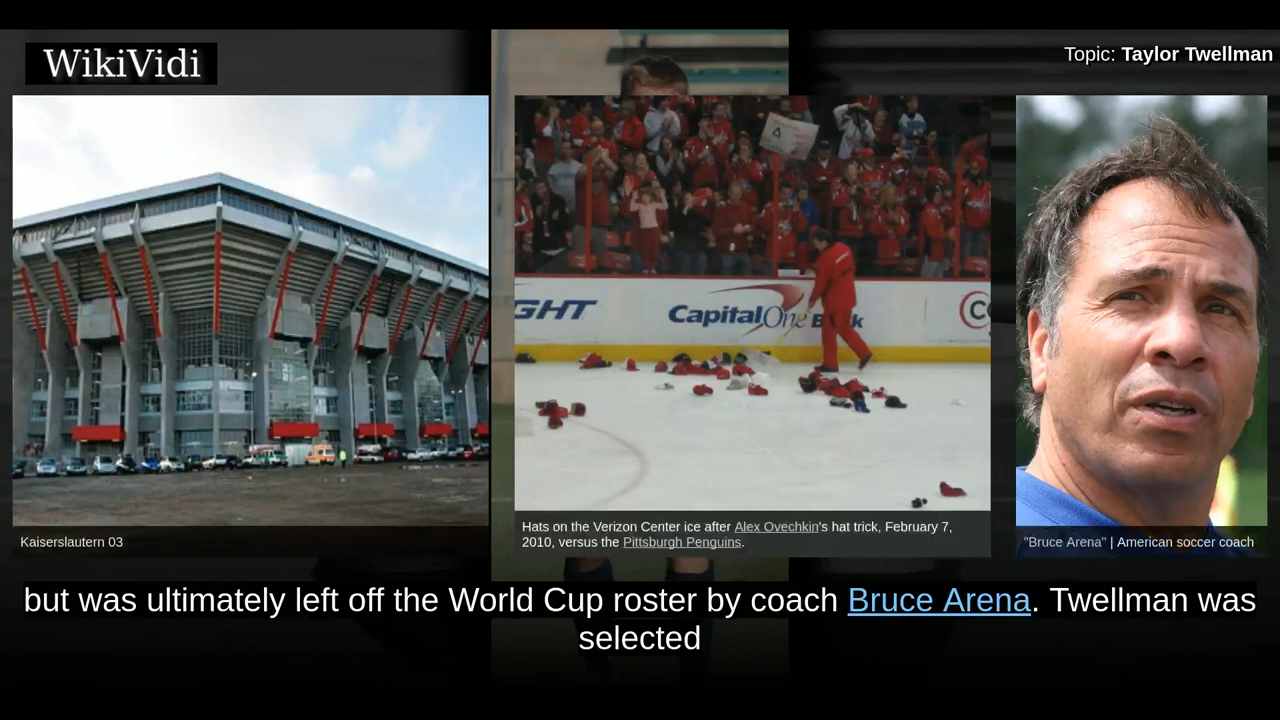 WikiVidi
Topic: Taylor Twellman
GHT
CapitalOne Bank
C
Kaiserslautern 03
Hats on the Verizon Center ice after Alex Ovechkin's hat trick, February 7,
2010, versus the Pittsburgh Penguins.
"Bruce Arena" | American soccer coach
but was ultimately left off the World Cup roster by coach Bruce Arena. Twellman was
selected